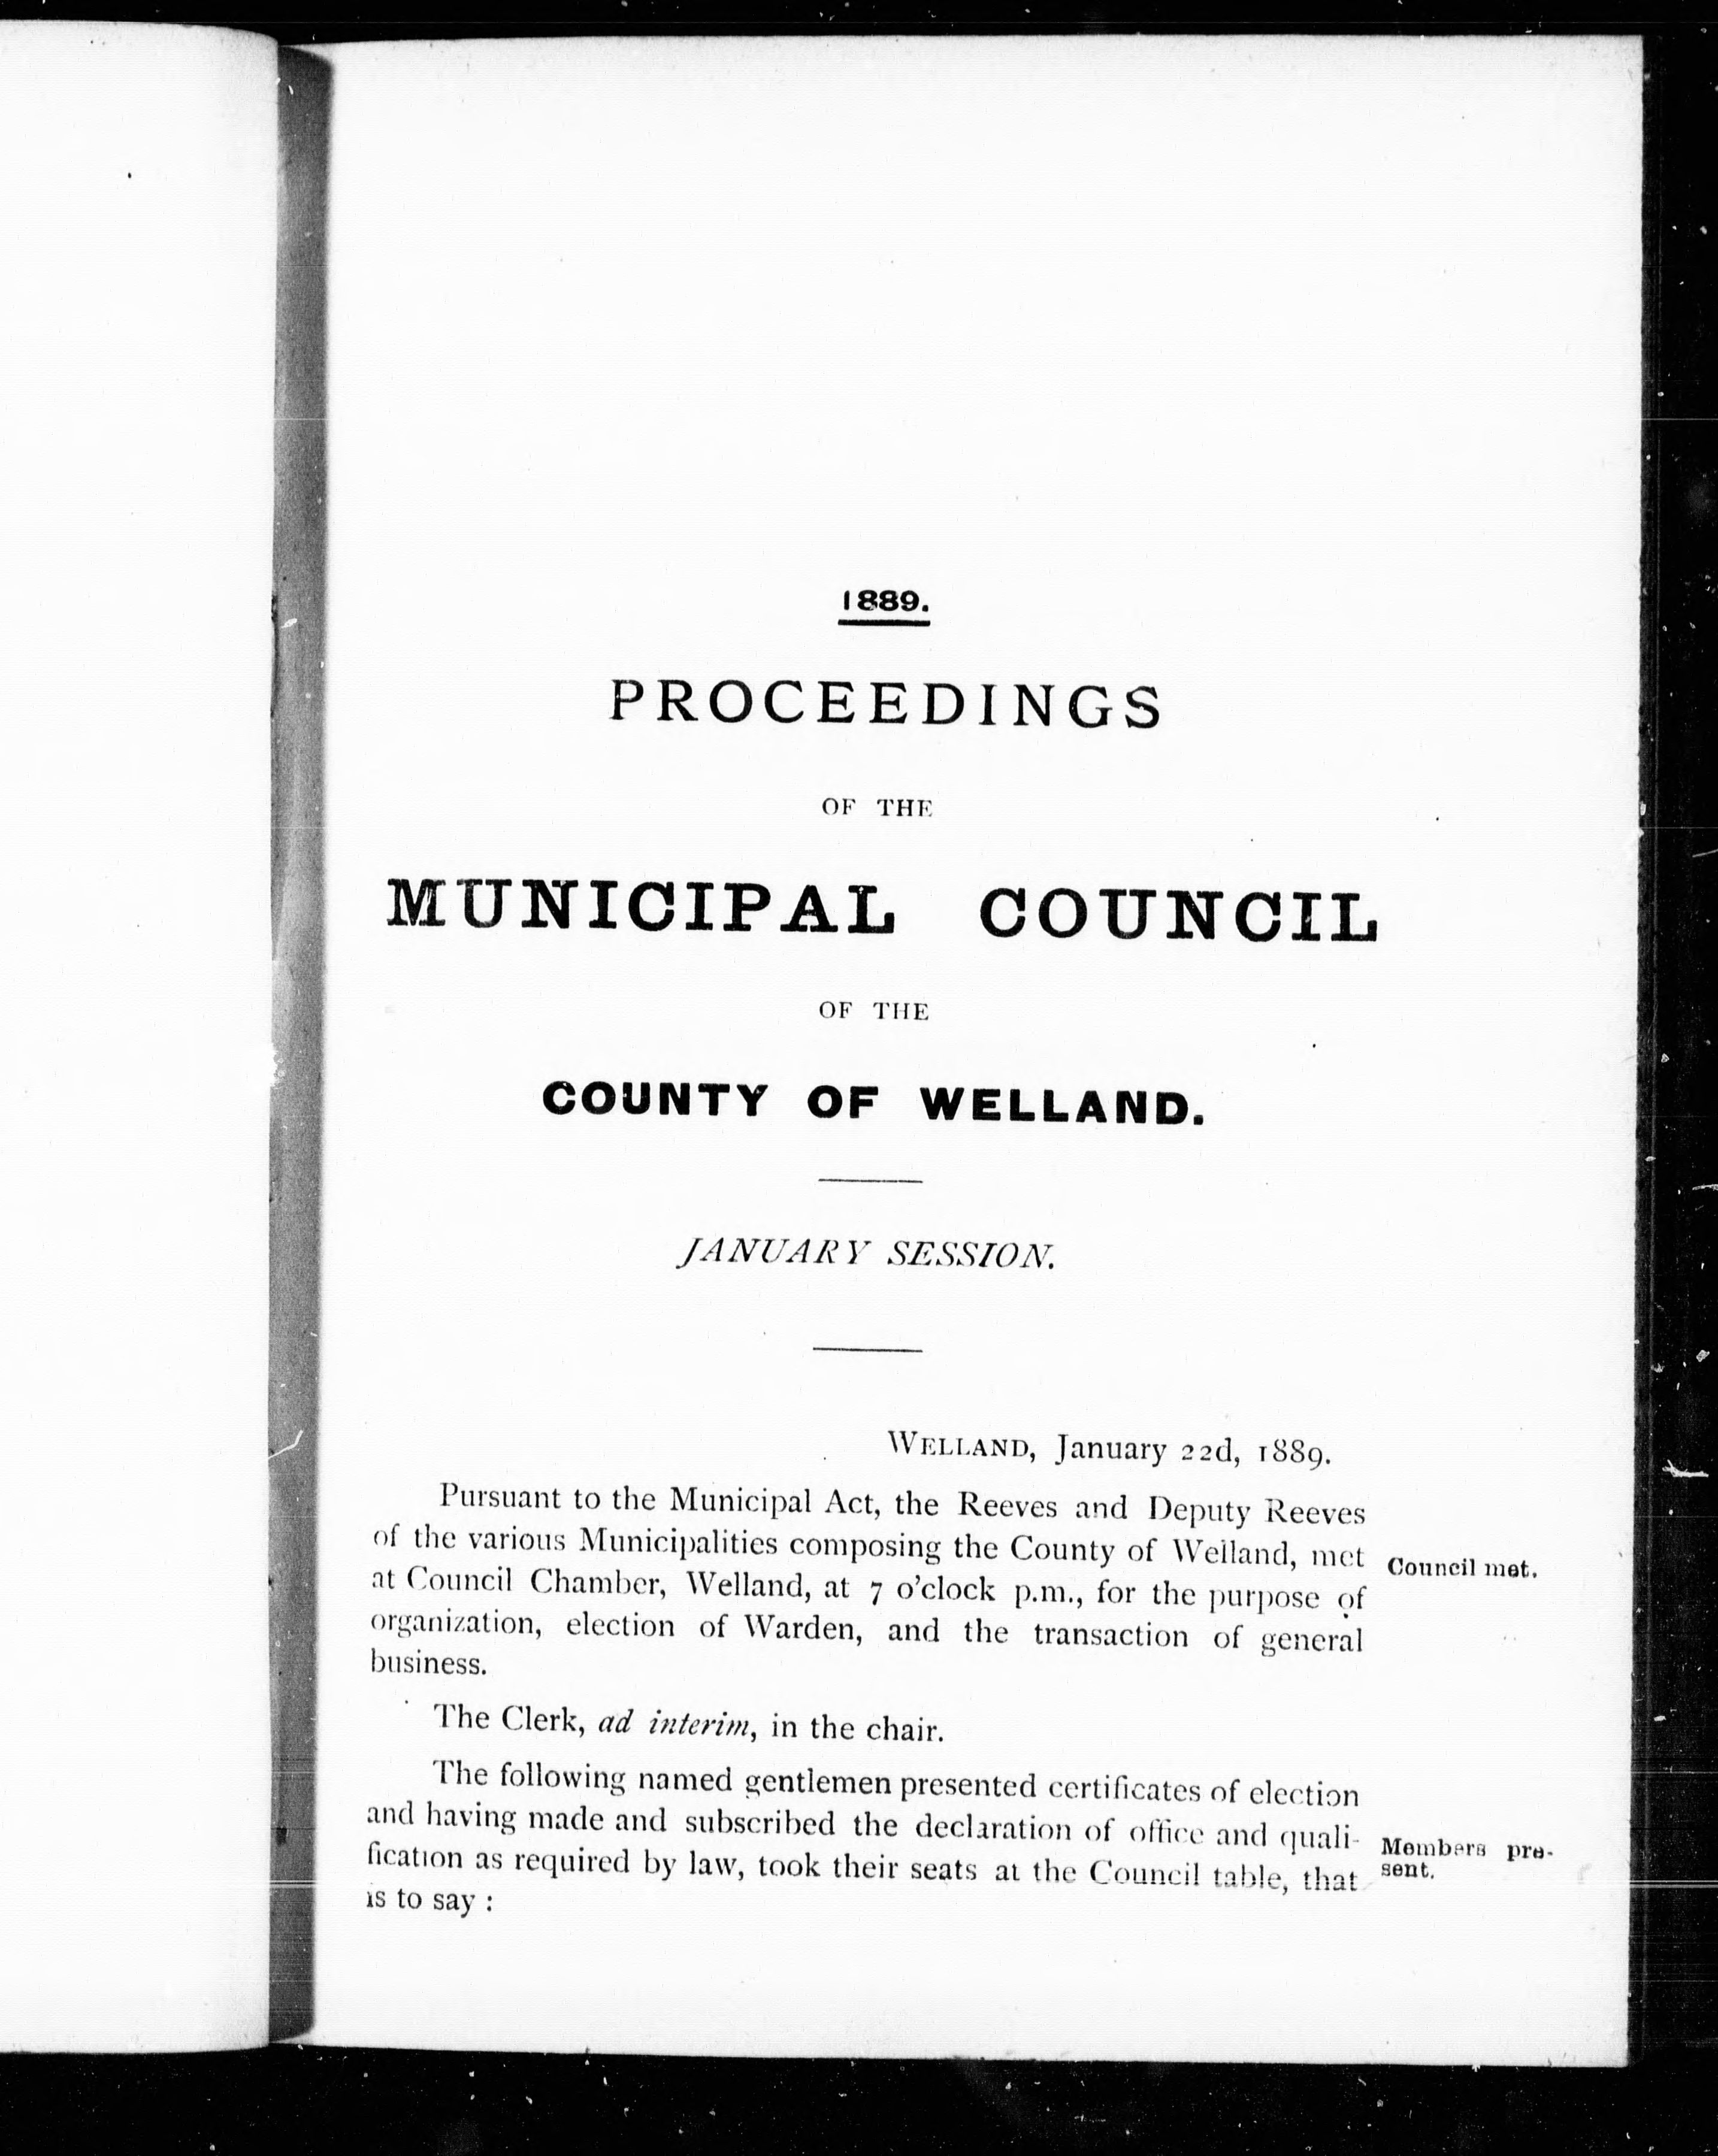 1889.
PROCEEDINGS
OF THE
MUNICIPAL COUNCIL
OF THE
COUNTY OF WELLAND.
JANUARY SESSION.
WELLAND, January 22d, 1889.
Pursuant to the Municipal Act, the Reeves and Deputy Reeves
of the various Municipalities composing the County of Welland, met
at Council Chamber, Welland, at 7 o'clock p.m., for the purpose of
organization, election of Warden, and the transaction of general
business.
Council met.
The Clerk, ad interim, in the chair.
The following named gentlemen presented certificates of election
and having made and subscribed the declaration of office and quali-
fication as required by law, took their seats at the Council table, that
is to say :
Members pre-
sent.